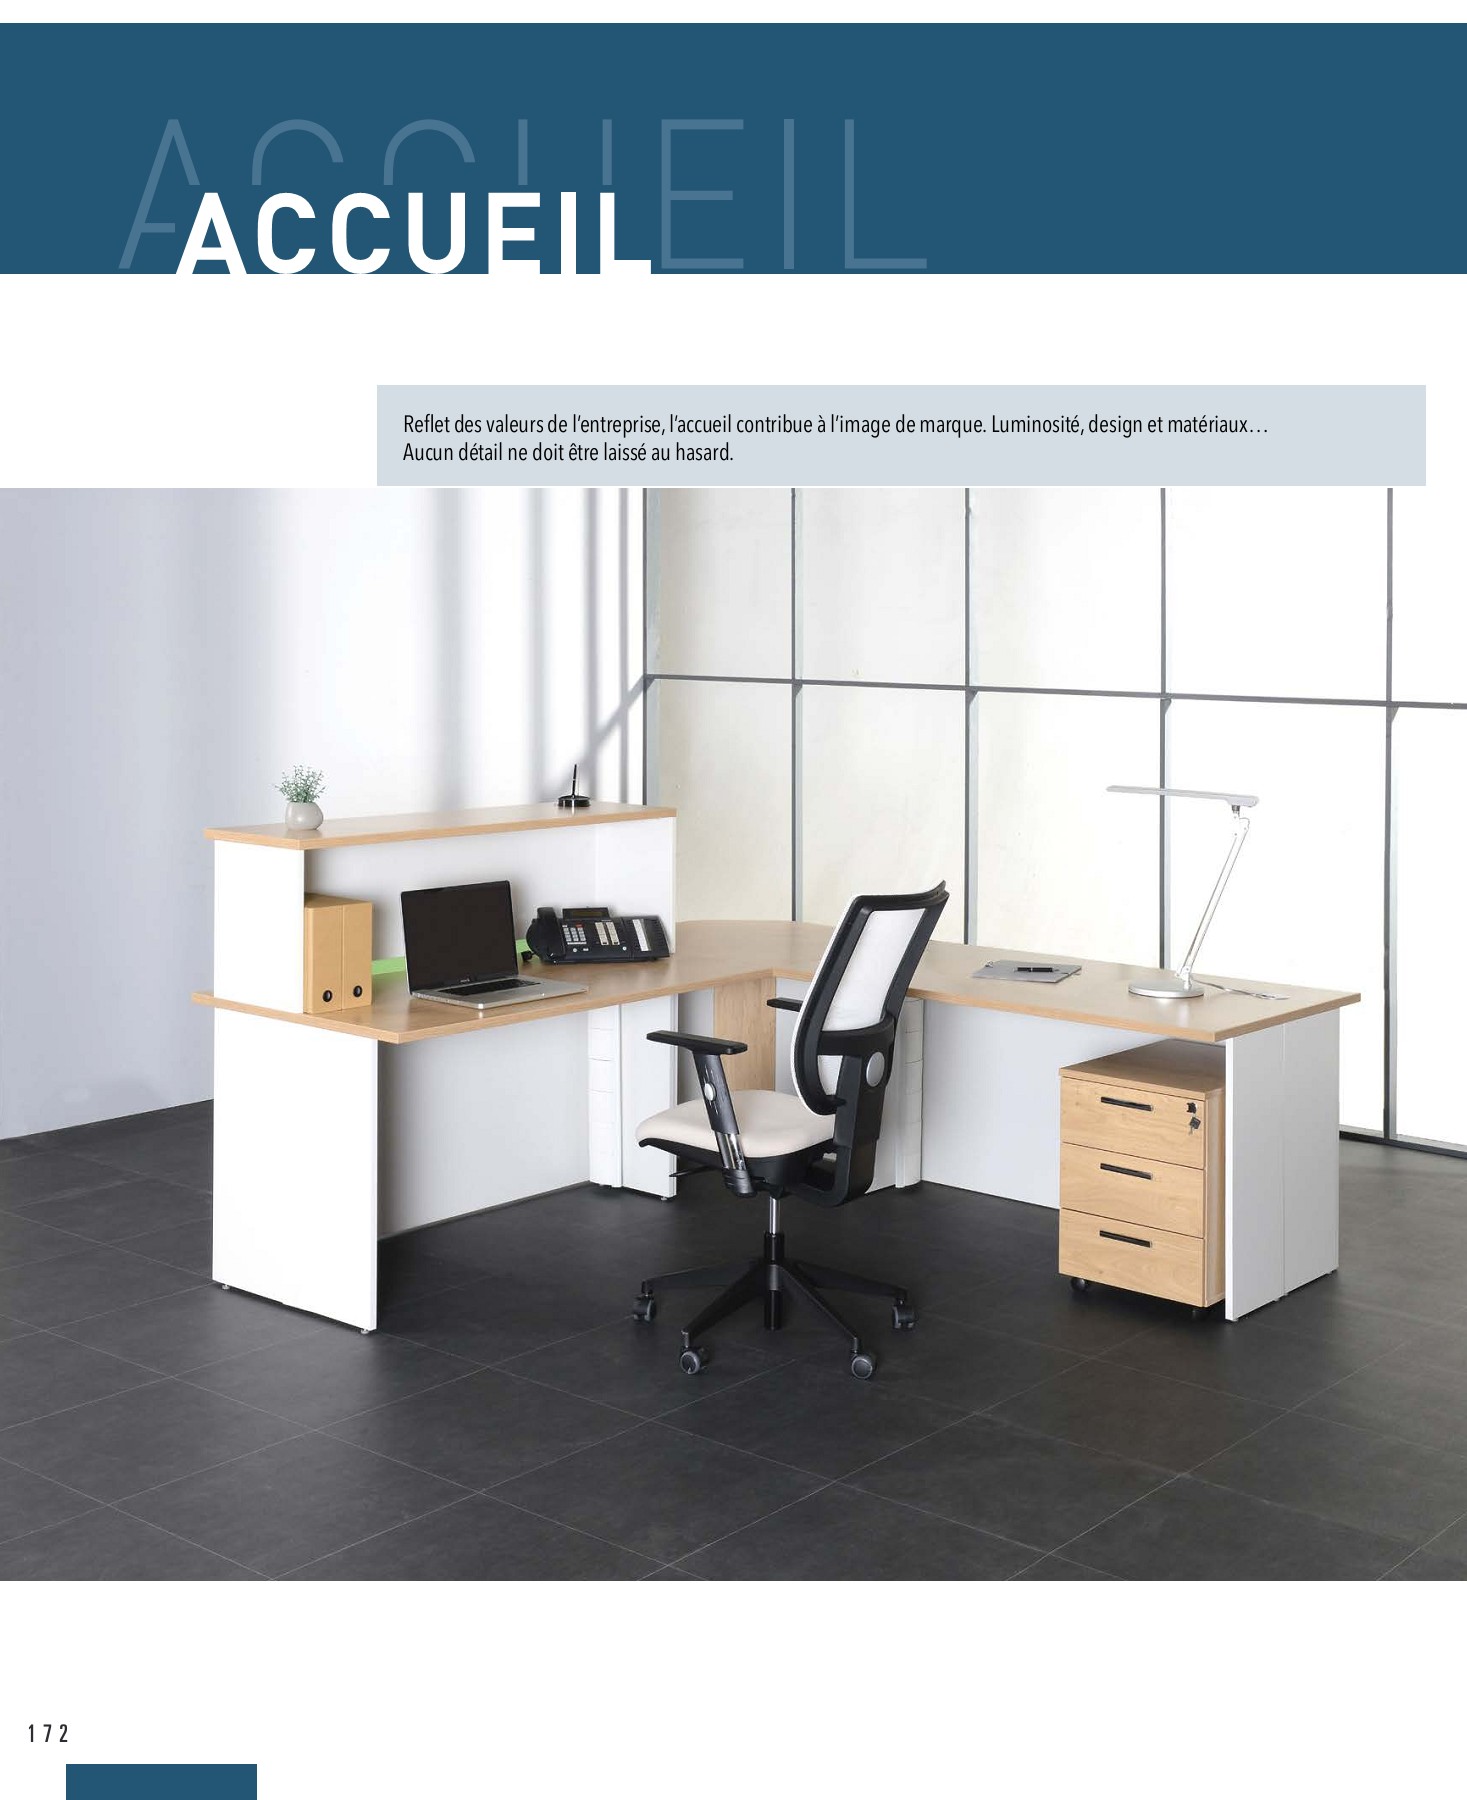 ACCUEIL
ACCUEIL
Reflet des valeurs de l’entreprise, l’accueil contribue à l’image de marque. Luminosité, design et matériaux…
Aucun détail ne doit être laissé au hasard.
172